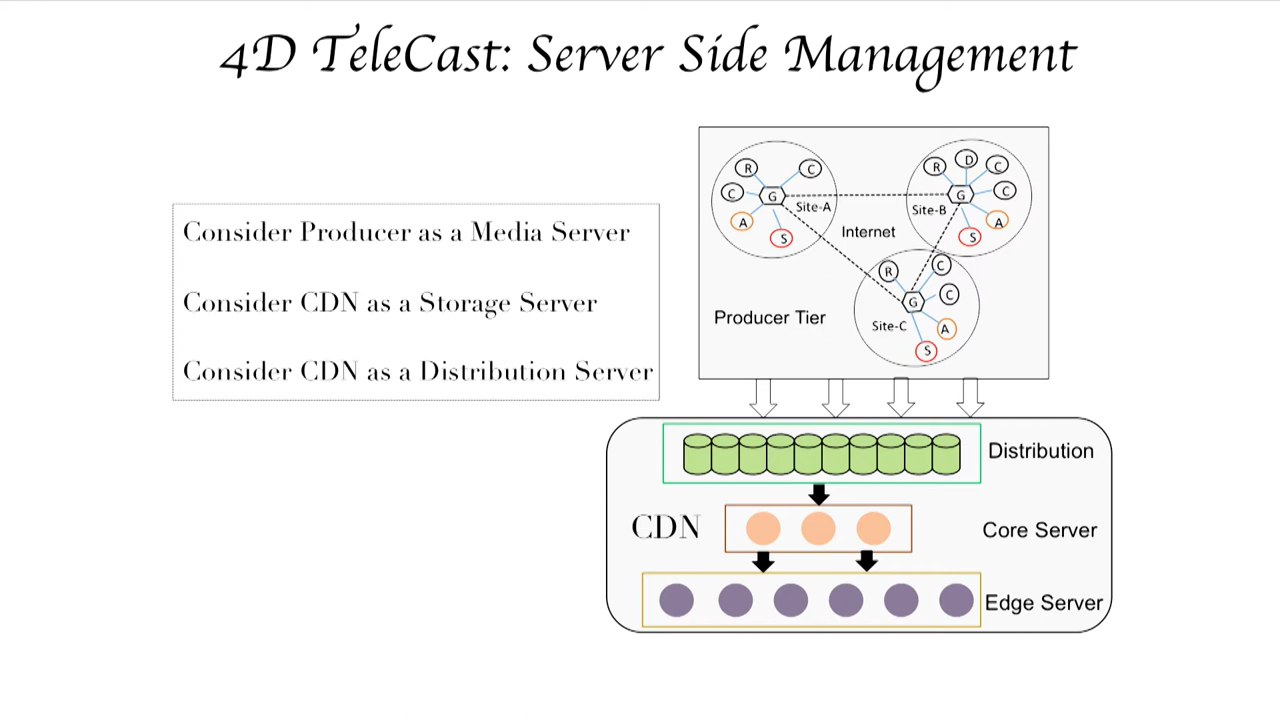 4D TeleCast: Server Side Management
Consider Producer as a Media Server
Consider CDN as a Storage Server
Consider CDN as a Distribution Server
R
C
C
G
Site-A
A
S
R
D
C
C
G
Site-B
A
S
Internet
R
C
C
G
Site-C
A
S
Producer Tier
Distribution
CDN
Core Server
Edge Server